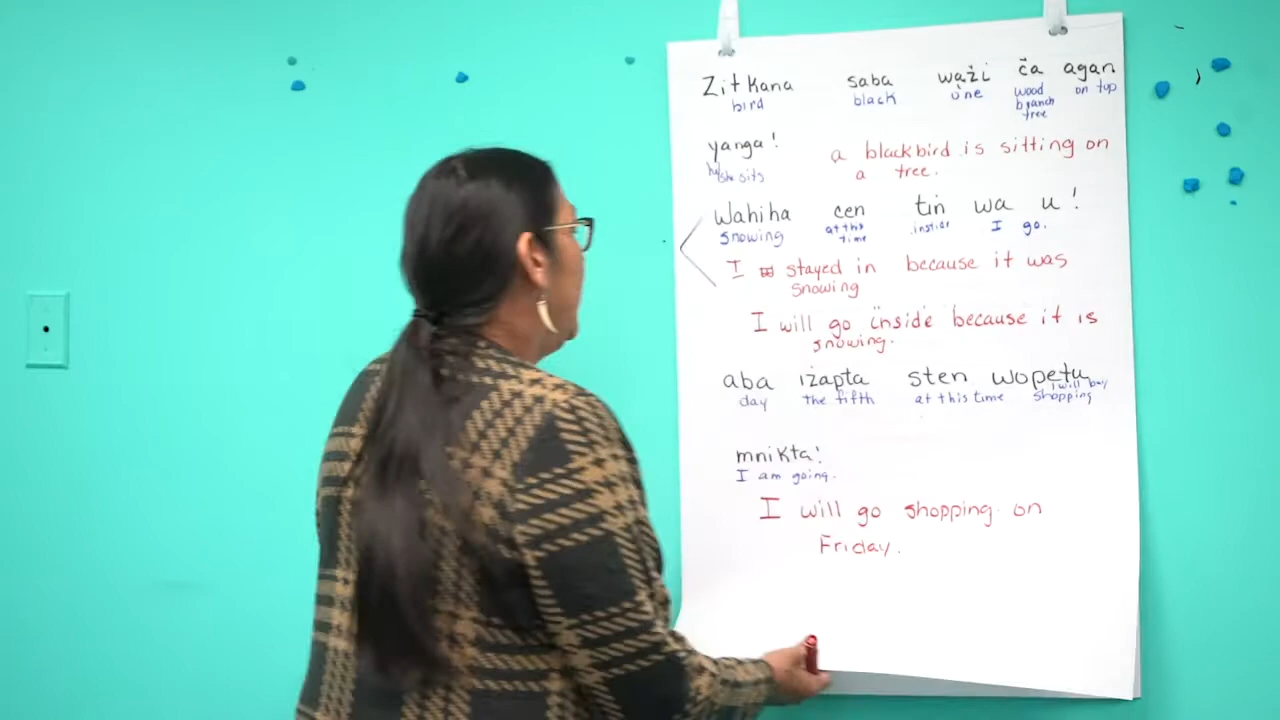 Zitkana saba waži ča agan
bird black one wood branch tree on top
yanga! a blackbird is sitting on
he/she sits a tree.
Wahiha cen tin wa u!
snowing at this time inside I go.
I stayed in because it was
snowing
I will go inside because it is
snowing.
aba ižapta sten wopetu
day the fifth at this time I will buy shopping
mnikta!
I am going.
I will go shopping on
Friday.